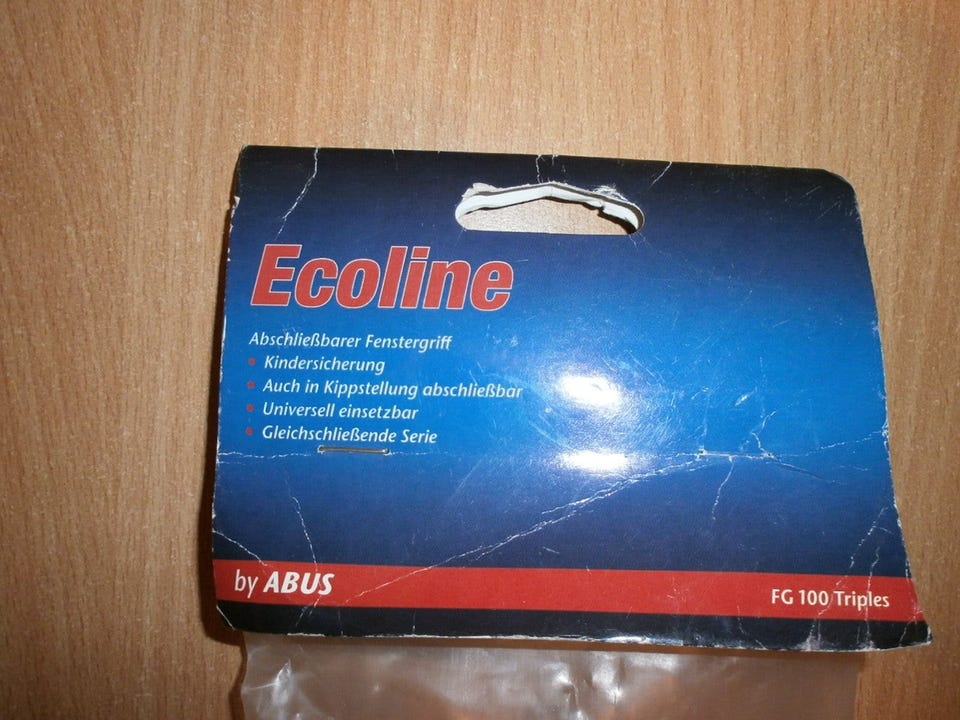 Ecoline
Abschließbarer Fenstergriff
• Kindersicherung
• Auch in Kippstellung abschließbar
• Universell einsetzbar
• Gleichschließende Serie
by ABUS
FG 100 Triples